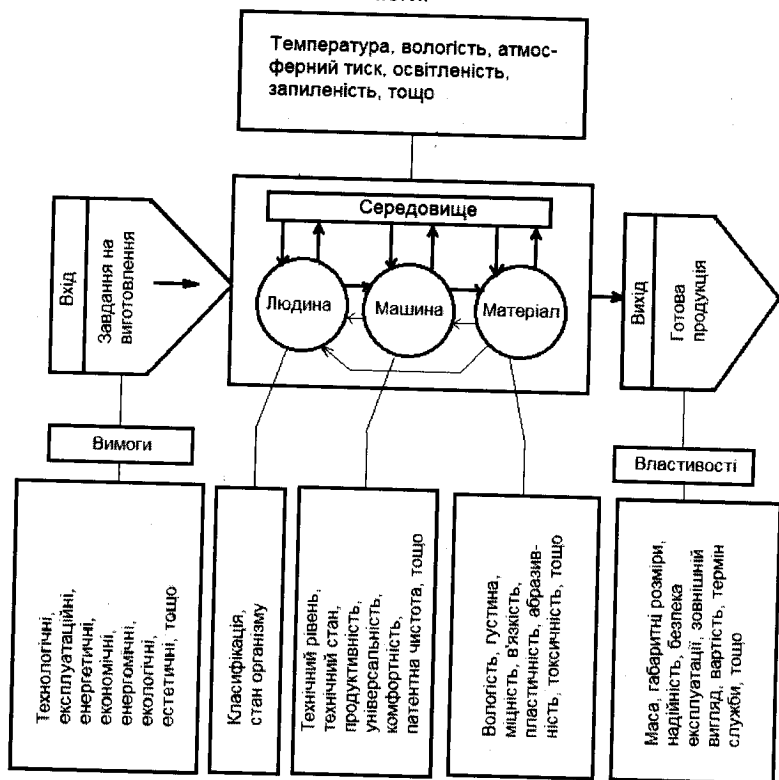 Температура, вологість, атмос-
ферний тиск, освітленість,
запиленість, тощо
Вхід
Завдання на
виготовлення
Середовище
Людина
Машина
Матеріал
Вихід
Готова
продукція
Вимоги
Властивості
Технологічні,
експлуатаційні,
енергетичні,
економічні,
енергомічні,
екологічні,
естетичні, тощо
Класифікація,
стан організму
Технічний рівень,
технічний стан,
продуктивність,
універсальність,
комфортність,
патентна чистота, тощо
Вологість, густина,
міцність, в'язкість,
пластичність, абразив-
ність, токсичність, тощо
Маса, габаритні розміри,
надійність, безпека
експлуатації, зовнішній
вигляд, вартість, термін
служби, тощо